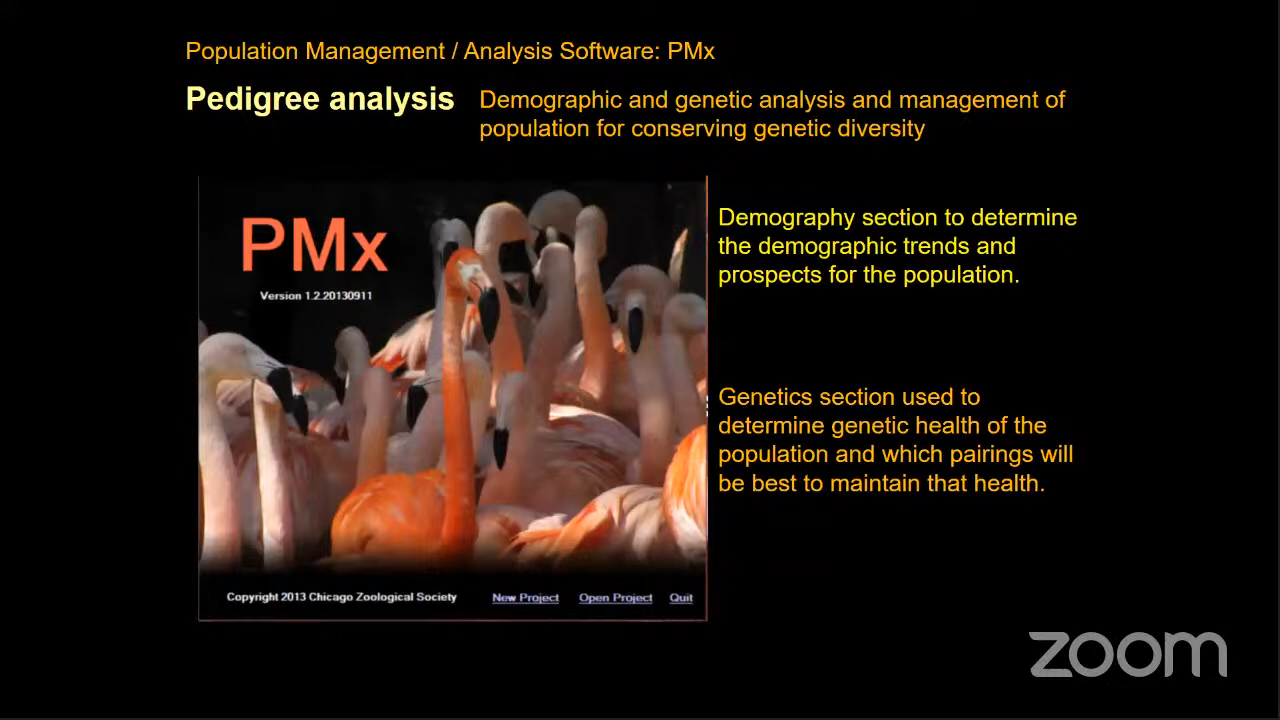 Population Management / Analysis Software: PMx
Pedigree analysis
Demographic and genetic analysis and management of
population for conserving genetic diversity
PMx
Version 1.2.20130911
Demography section to determine
the demographic trends and
prospects for the population.
Genetics section used to
determine genetic health of the
population and which pairings will
be best to maintain that health.
Copyright 2013 Chicago Zoological Society
New Project
Open Project
Quit
zoom